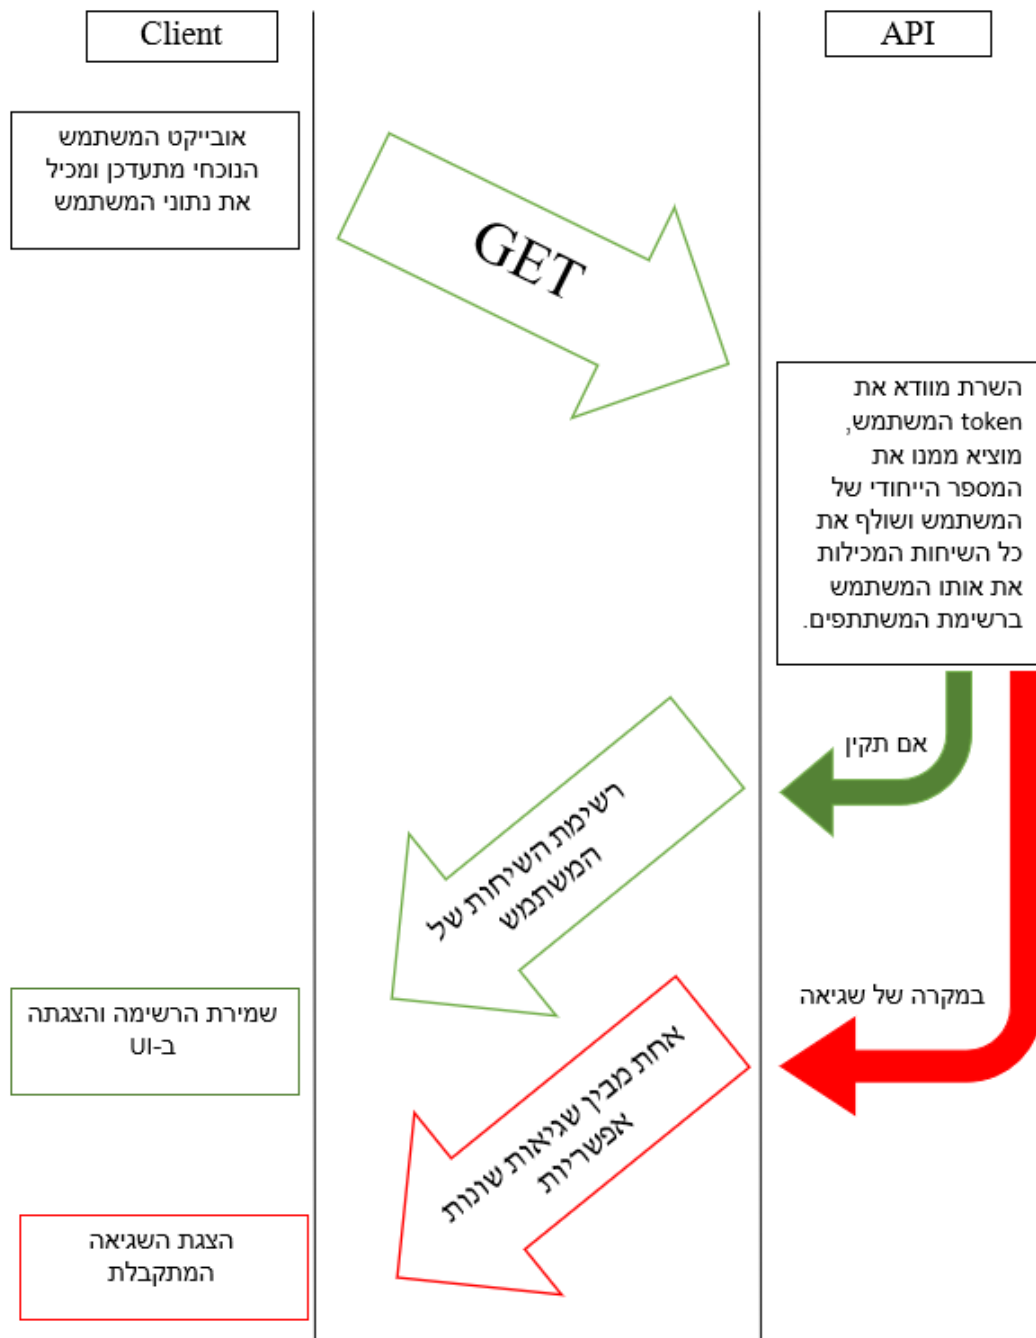 Client
API
אובייקט המשתמש
הנוכחי מתעדכן ומכיל
את נתוני המשתמש
GET
השרת מוודא את
token המשתמש,
מוציא ממנו את
המספר הייחודי של
המשתמש ושולף את
כל השיחות המכילות
את אותו המשתמש
ברשימת המשתתפים.
אם תקין
רשימת השיחות של
המשתמש
במקרה של שגיאה
שמירת הרשימה והצגתה
ב-UI
אחת מבין שגיאות שונות
אפשריות
הצגת השגיאה
המתקבלת